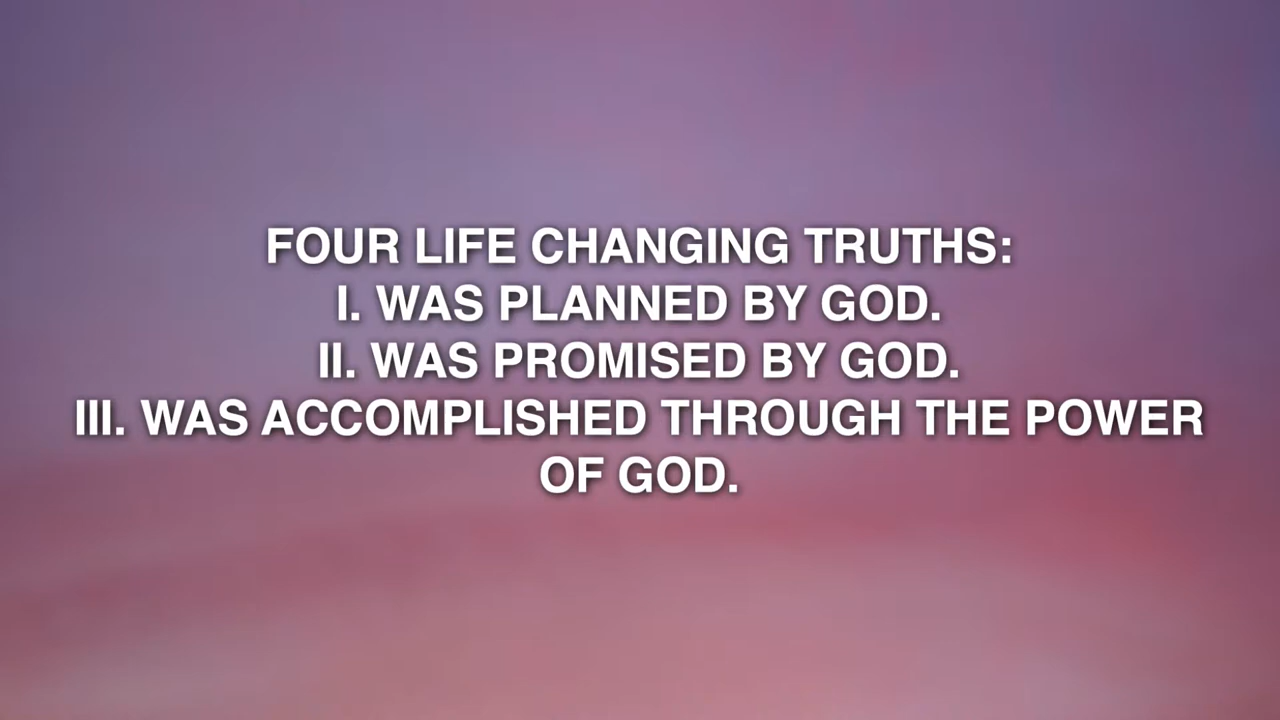 FOUR LIFE CHANGING TRUTHS:
I. WAS PLANNED BY GOD.
II. WAS PROMISED BY GOD.
III. WAS ACCOMPLISHED THROUGH THE POWER
OF GOD.